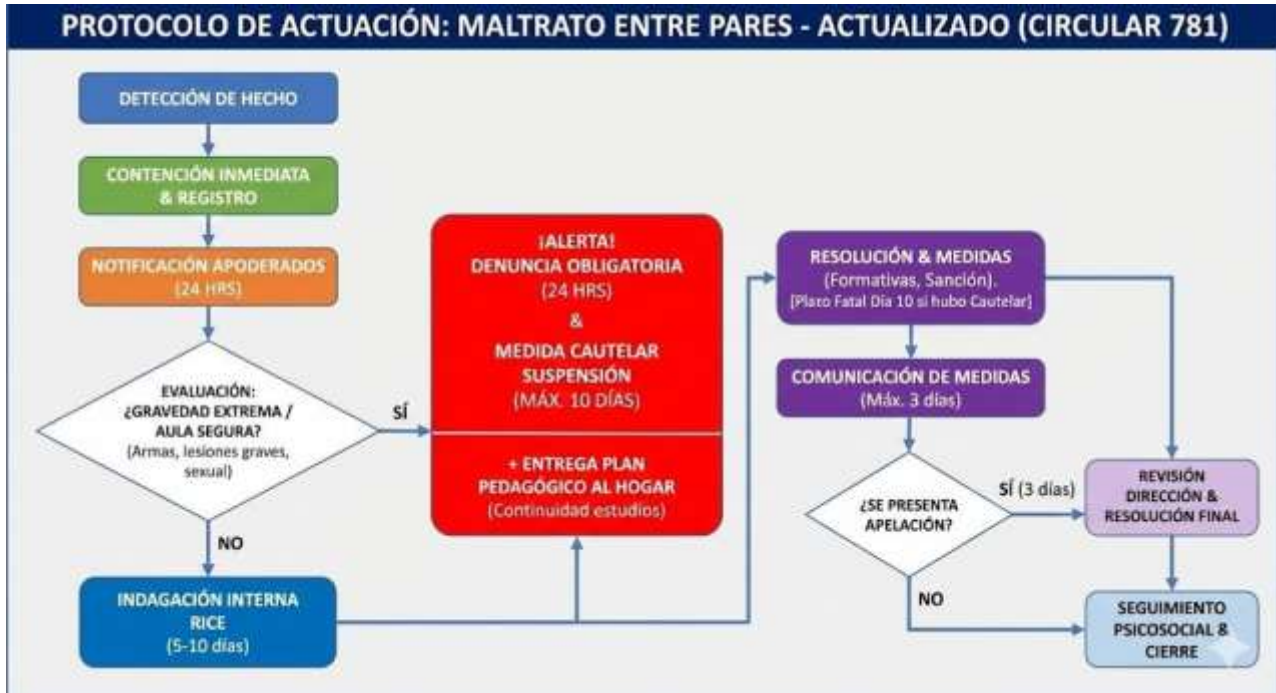 PROTOCOLO DE ACTUACIÓN: MALTRATO ENTRE PARES - ACTUALIZADO (CIRCULAR 781)
DETECCIÓN DE HECHO
CONTENCIÓN INMEDIATA
& REGISTRO
NOTIFICACIÓN APODERADOS
(24 HRS)
EVALUACIÓN:
¿GRAVEDAD EXTREMA /
AULA SEGURA?
(Armas, lesiones graves,
sexual)
SÍ
NO
INDAGACIÓN INTERNA
RICE
(5-10 días)
¡ALERTA!
DENUNCIA OBLIGATORIA
(24 HRS)
&
MEDIDA CAUTELAR
SUSPENSIÓN
(MÁX. 10 DÍAS)
+ ENTREGA PLAN
PEDAGÓGICO AL HOGAR
(Continuidad estudios)
RESOLUCIÓN & MEDIDAS
(Formativas, Sanción).
[Plazo Fatal Día 10 si hubo Cautelar]
COMUNICACIÓN DE MEDIDAS
(Máx. 3 días)
¿SE PRESENTA
APELACIÓN?
SÍ (3 días)
NO
REVISIÓN
DIRECCIÓN &
RESOLUCIÓN FINAL
SEGUIMIENTO
PSICOSOCIAL &
CIERRE